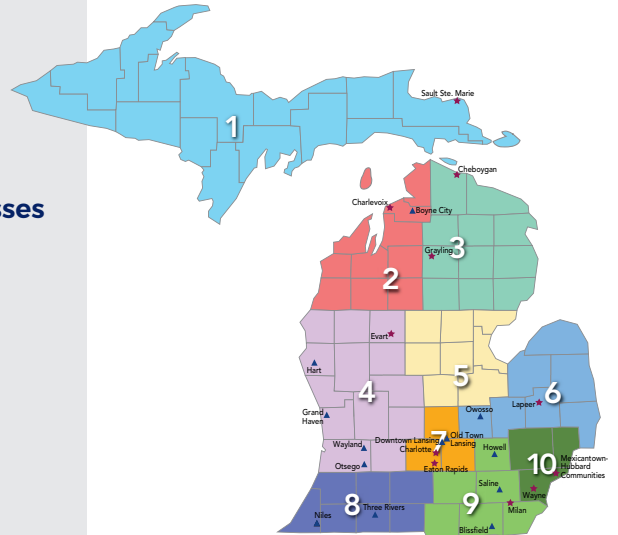 Sault Ste. Marie
1
sses
Cheboygan
Charlevoix
Boyne City
Grayling
3
2
Evart
Hart
5
4
6
Lapeer
Grand
Haven
Owosso
7
Old Town
Lansing
Downtown Lansing
Charlotte
Wayland
Howell
Otsego
Eaton Rapids
10
Mexicantown-
Hubbard
Communities
Saline
Wayne
8
Three Rivers
9
Milan
Niles
Blissfield